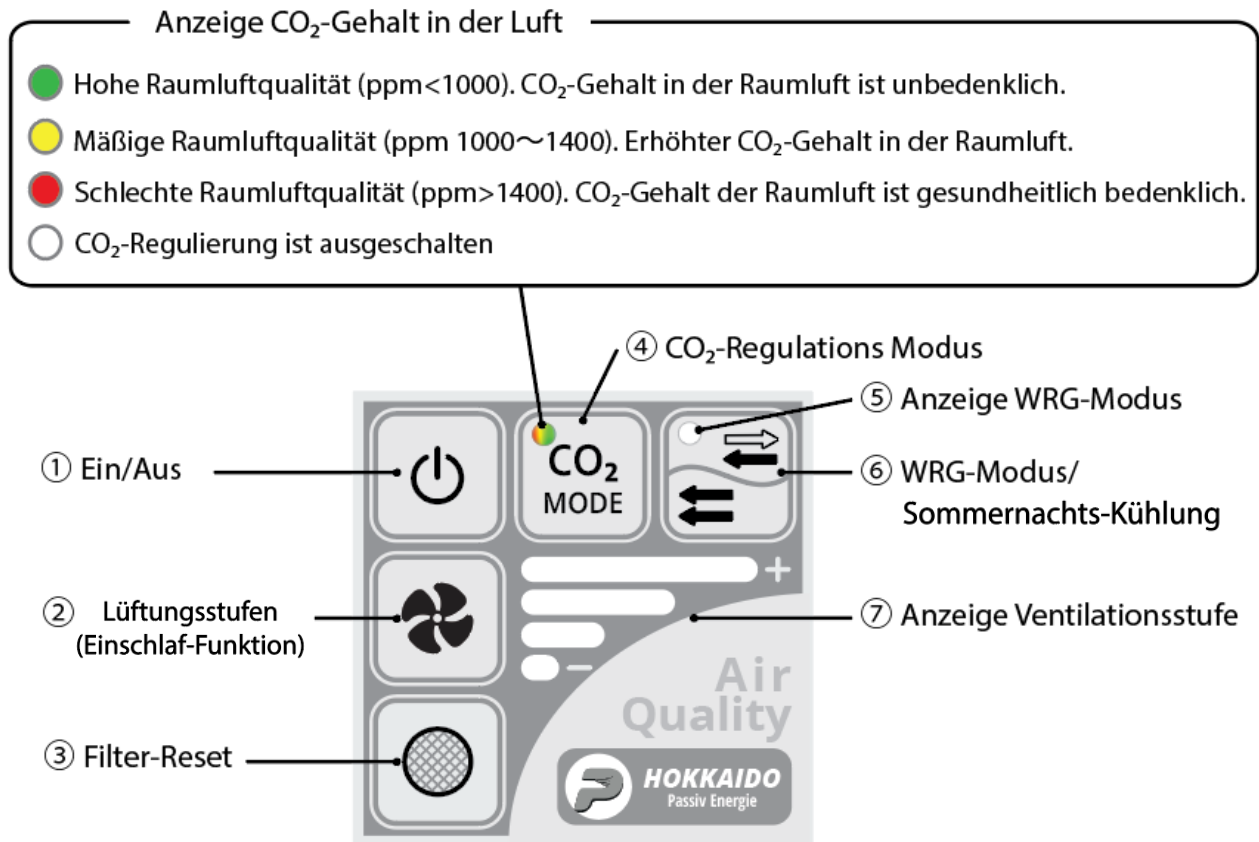 Anzeige CO₂-Gehalt in der Luft
Hohe Raumluftqualität (ppm<1000). CO₂-Gehalt in der Raumluft ist unbedenklich.
Mäßige Raumluftqualität (ppm 1000～1400). Erhöhter CO₂-Gehalt in der Raumluft.
Schlechte Raumluftqualität (ppm>1400). CO₂-Gehalt der Raumluft ist gesundheitlich bedenklich.
CO₂-Regulierung ist ausgeschalten
④ CO₂-Regulations Modus
⑤ Anzeige WRG-Modus
① Ein/Aus
CO₂
MODE
⑥ WRG-Modus/
Sommernachts-Kühlung
+
② Lüftungsstufen
(Einschlaf-Funktion)
⑦ Anzeige Ventilationsstufe
−
Air
Quality
③ Filter-Reset
HOKKAIDO
Passiv Energie